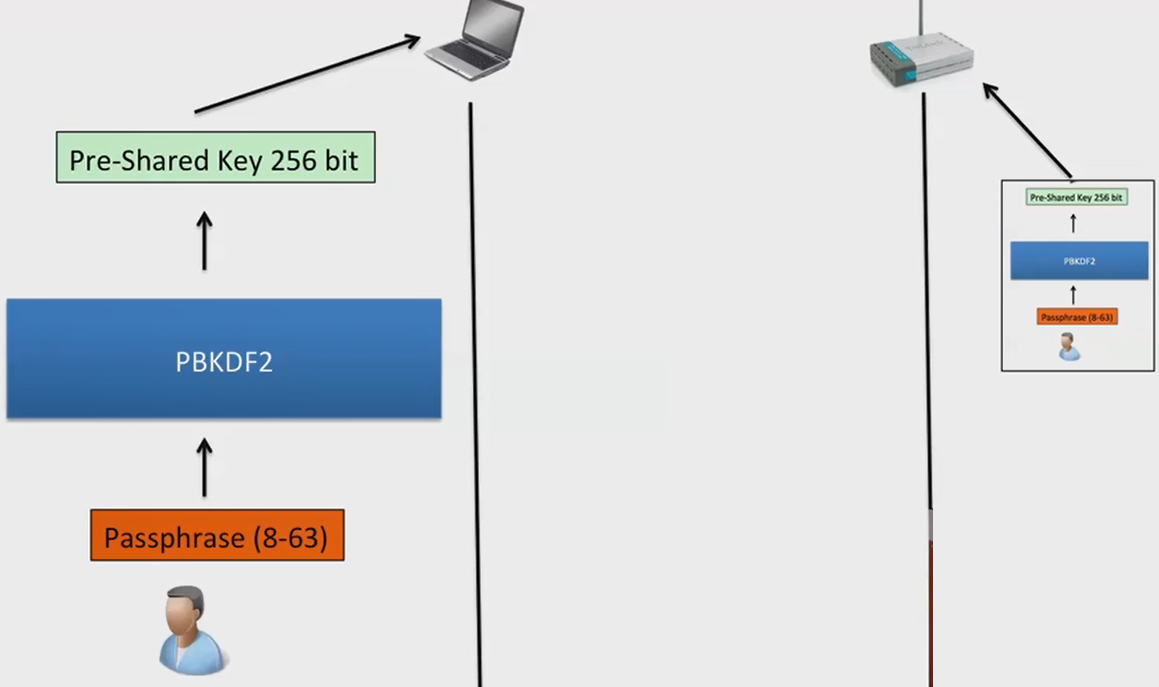 Pre-Shared Key 256 bit
PBKDF2
Passphrase (8-63)
Pre-Shared Key 256 bit
PBKDF2
Passphrase (8-63)